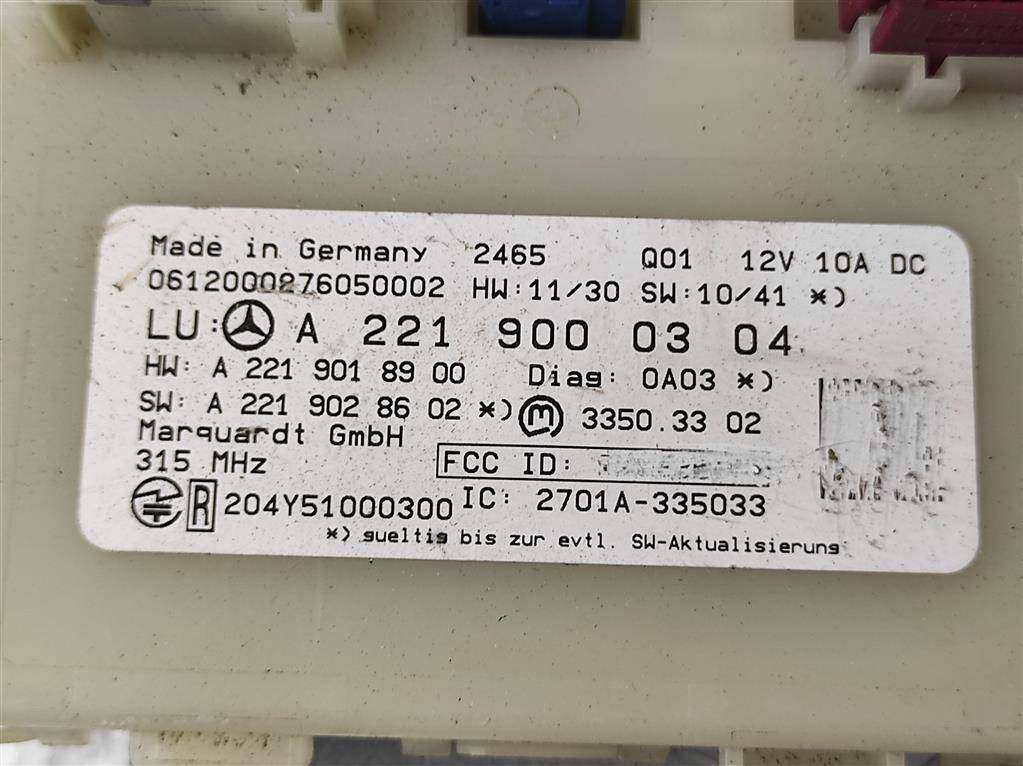 Made in Germany 2465 Q01 12V 10A DC
0612000276050002 HW:11/30 SW:10/41 *)
LU: A 221 900 03 04
HW: A 221 901 89 00 Diag: 0A03 *)
SW: A 221 902 86 02 *) m 3350.33 02
Marquardt GmbH
315 MHz FCC ID:
R 204Y51000300 IC: 2701A-335033
*) gueltig bis zur evtl. SW-Aktualisierung